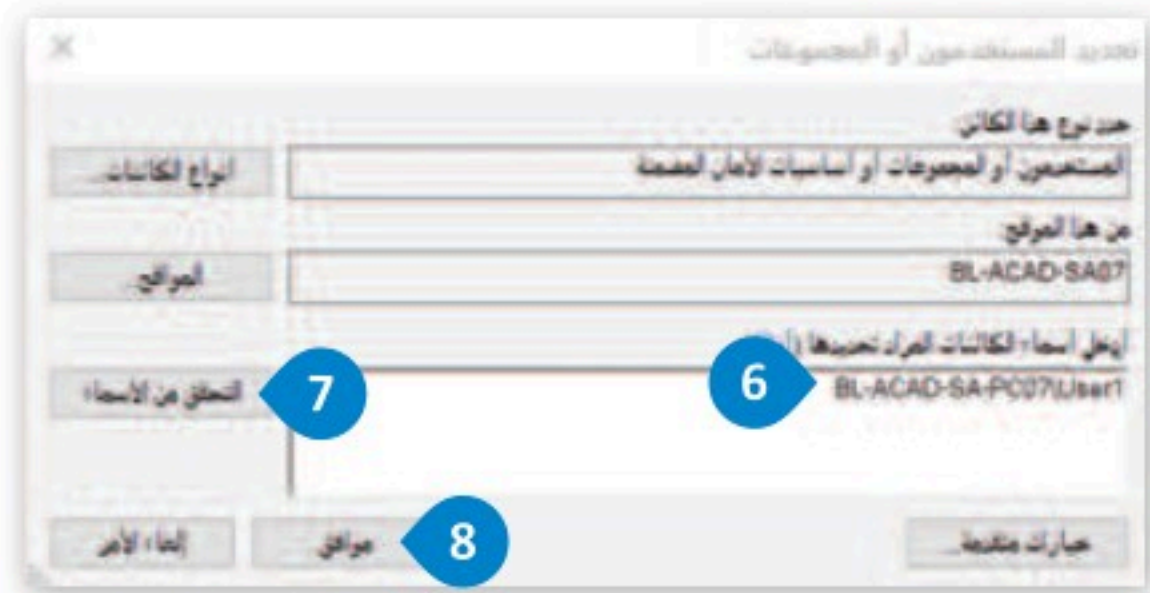 تحديد المستخدمون أو المجموعات
حدد نوع هذا الكائن:
المستخدمون أو المجموعات أو أساسيات الأمان المضمنة
أنواع الكائنات...
من هذا الموقع:
BL-ACAD-SA07
المواقع...
أدخل أسماء الكائنات المراد تحديدها
6
BL-ACAD-SA-PC07\User1
7
التحقق من الأسماء
خيارات متقدمة...
8
موافق
إلغاء الأمر